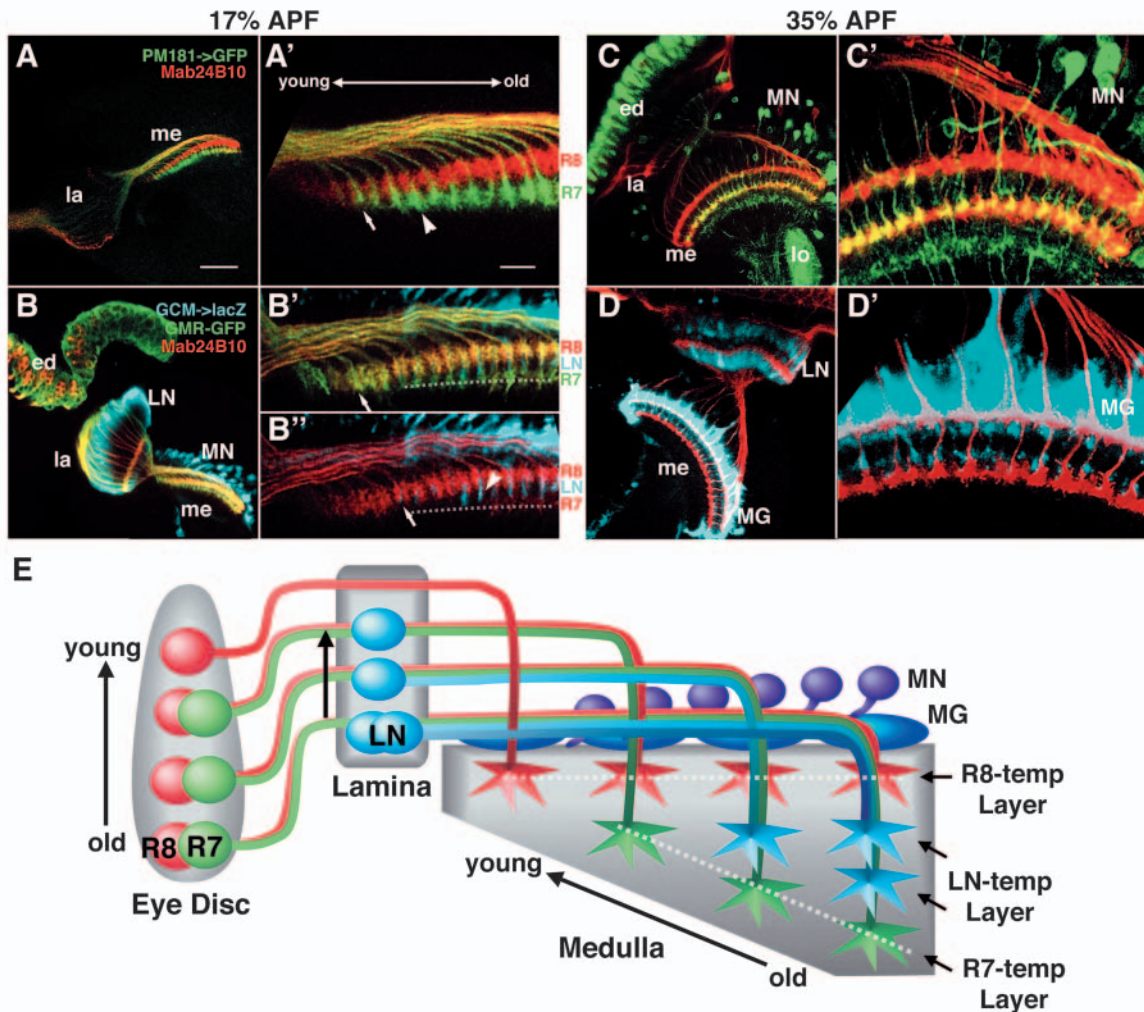 17% APF
35% APF
A
PM181->GFP
Mab24B10
me
la
A'
young
old
R8
R7
C
ed
MN
la
me
lo
C'
MN
B
GCM->lacZ
GMR-GFP
Mab24B10
ed
LN
la
MN
me
B'
R8
LN
R7
B''
R8
LN
R7
D
LN
me
MG
D'
MG
E
young
old
R8 R7
Eye Disc
LN
Lamina
MN
MG
R8-temp
Layer
LN-temp
Layer
R7-temp
Layer
young
Medulla
old